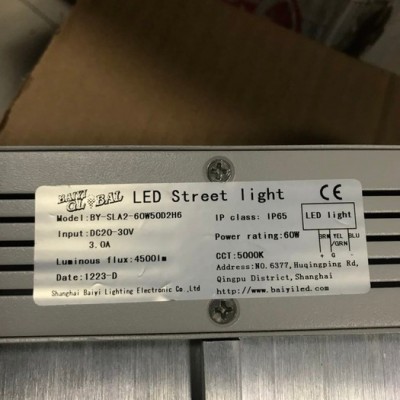 BAIYI GLOBAL LED Street light CE
Model:BY-SLA2-60W50D2H6 IP class: IP65 LED light
Input:DC20-30V Power rating:60W BRN YEL/GRN BLU
3.0A + G -
Luminous flux:4500lm CCT:5000K
Date:1223-D Address:NO.6377,Huqingping Rd,
Qingpu District,Shanghai
Shanghai Baiyi Lighting Electronic Co.,Ltd http://www.baiyiled.com